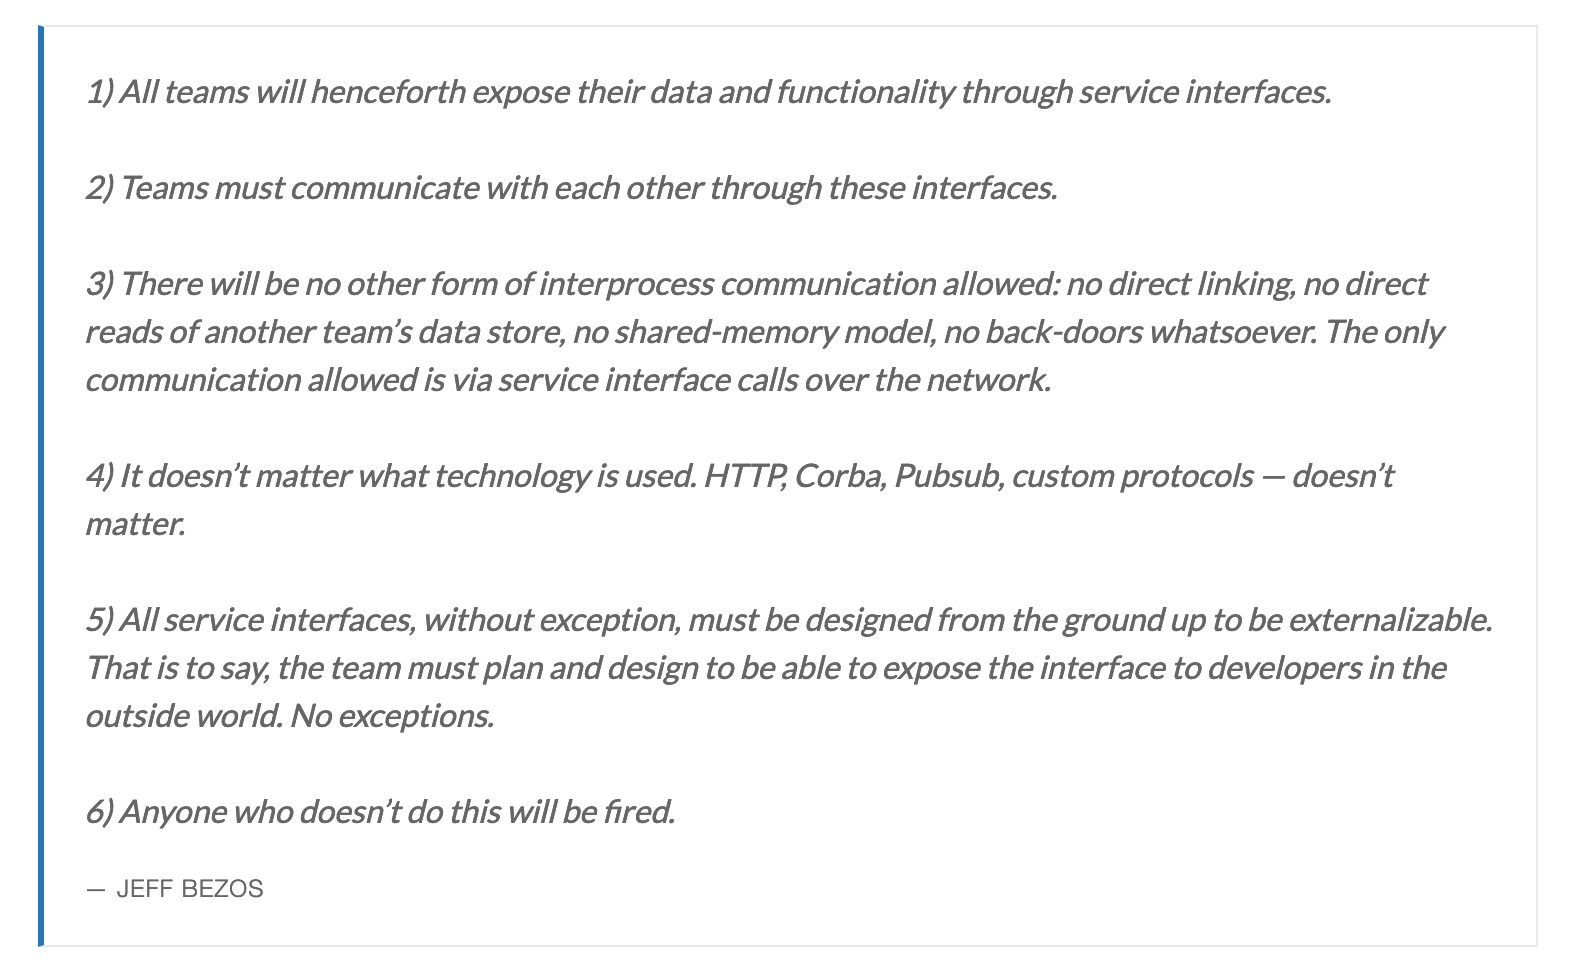 1) All teams will henceforth expose their data and functionality through service interfaces.
2) Teams must communicate with each other through these interfaces.
3) There will be no other form of interprocess communication allowed: no direct linking, no direct
reads of another team’s data store, no shared-memory model, no back-doors whatsoever. The only
communication allowed is via service interface calls over the network.
4) It doesn’t matter what technology is used. HTTP, Corba, Pubsub, custom protocols — doesn’t
matter.
5) All service interfaces, without exception, must be designed from the ground up to be externalizable.
That is to say, the team must plan and design to be able to expose the interface to developers in the
outside world. No exceptions.
6) Anyone who doesn’t do this will be fired.
— JEFF BEZOS